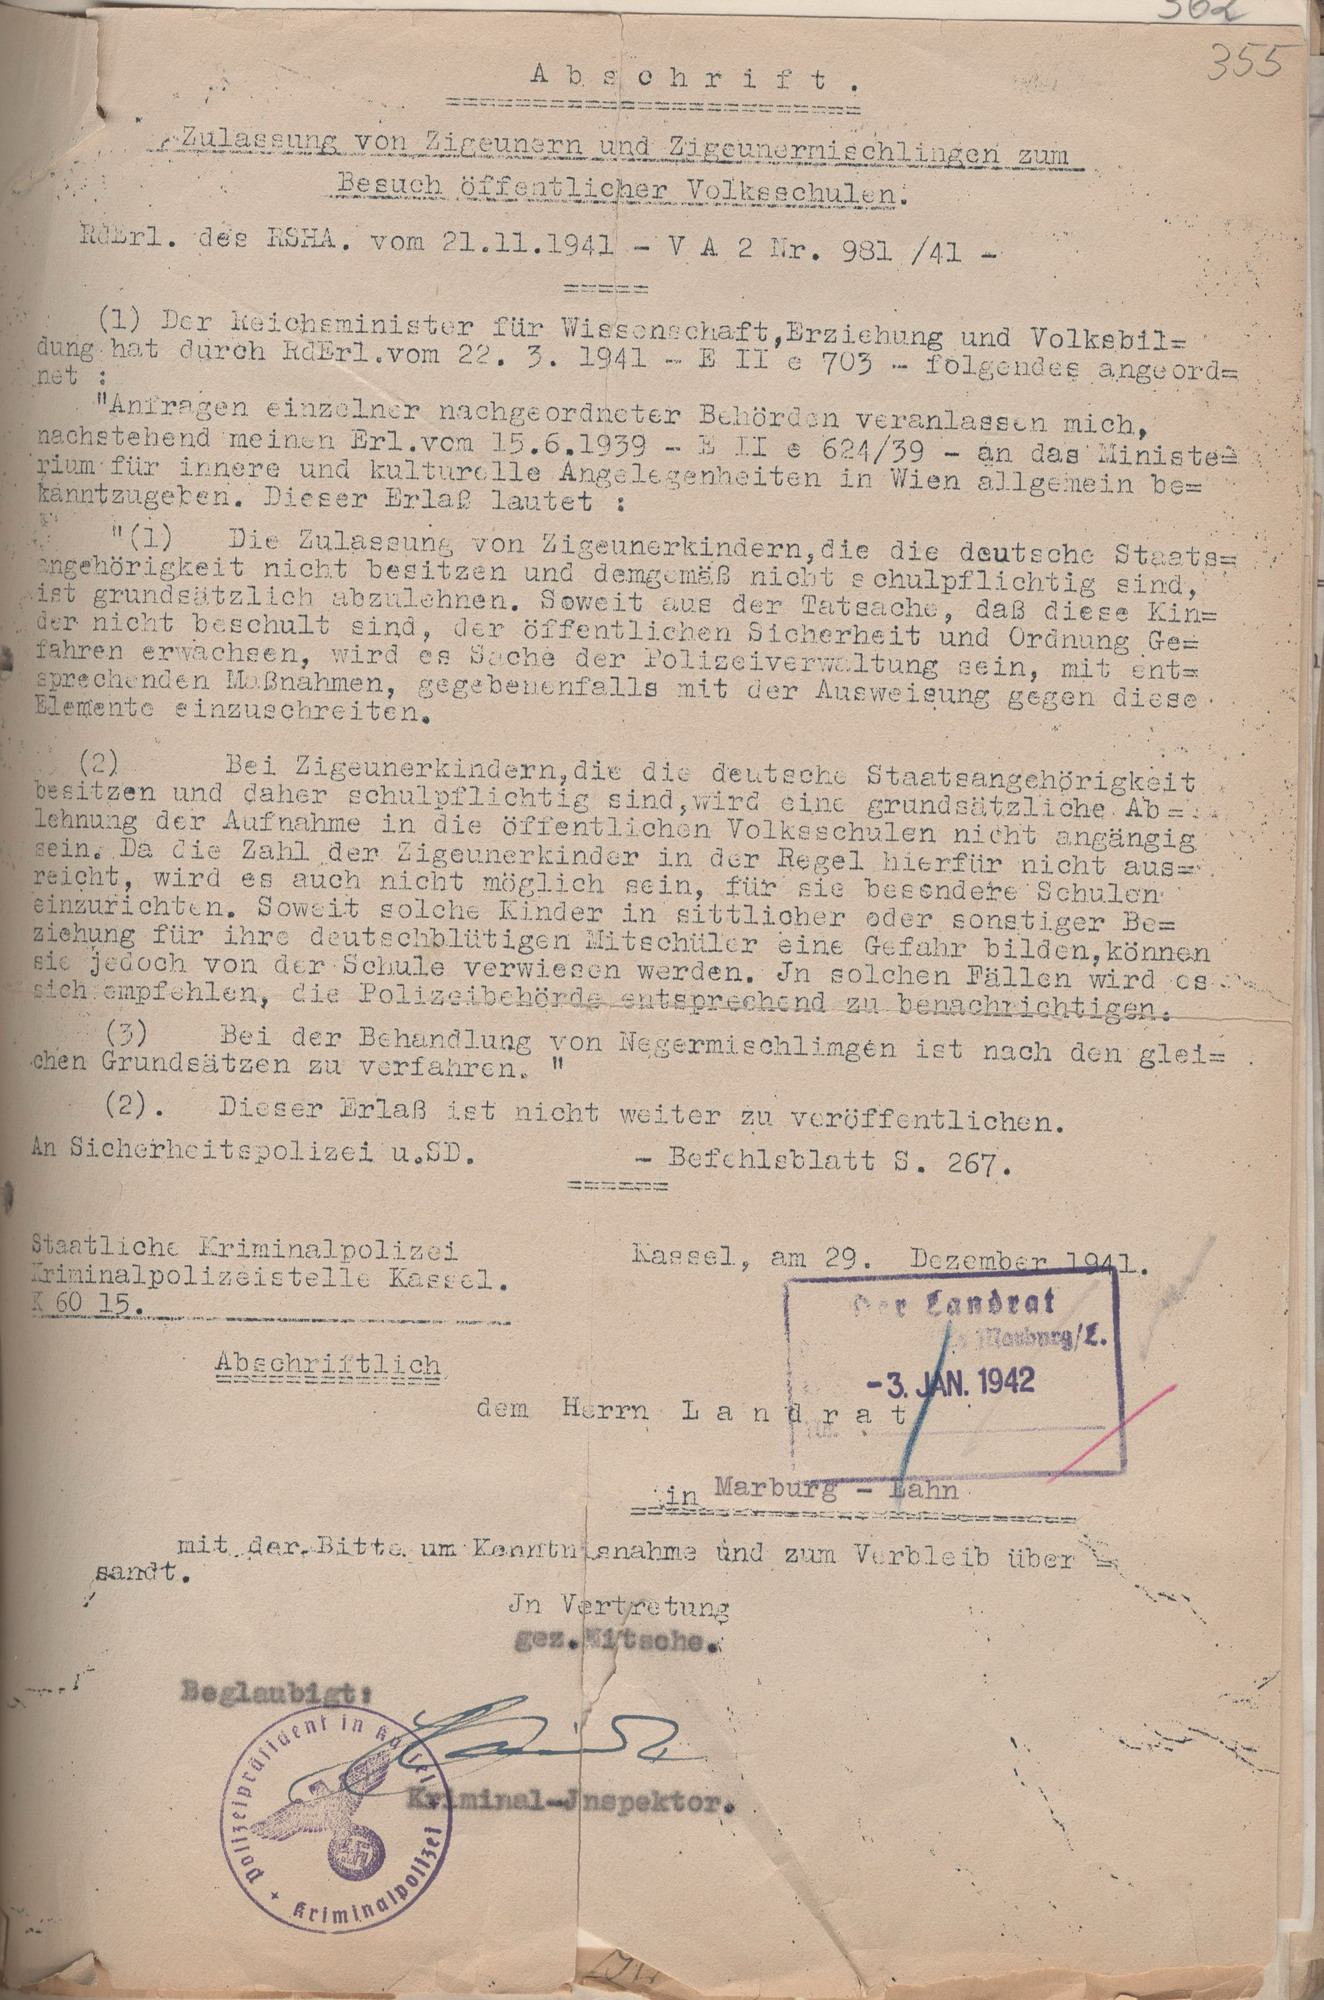 362
355
Abschrift.
Zulassung von Zigeunern und Zigeunermischlingen zum
Besuch öffentlicher Volksschulen.
RdErl. des RSHA. vom 21.11.1941 - V A 2 Nr. 981 /41 -
(1) Der Reichsminister für Wissenschaft,Erziehung und Volksbil=
dung hat durch RdErl.vom 22. 3. 1941 - E II e 703 - folgendes angeord=
net :
"Anfragen einzelner nachgeordneter Behörden veranlassen mich,
nachstehend meinen Erl.vom 15.6.1939 - E II e 624/39 - an das Ministe=
rium für innere und kulturelle Angelegenheiten in Wien allgemein be=
kanntzugeben. Dieser Erlaß lautet :
"(1) Die Zulassung von Zigeunerkindern,die die deutsche Staats=
angehörigkeit nicht besitzen und demgemäß nicht schulpflichtig sind,
ist grundsätzlich abzulehnen. Soweit aus der Tatsache, daß diese Kin=
der nicht beschult sind, der öffentlichen Sicherheit und Ordnung Ge=
fahren erwachsen, wird es Sache der Polizeiverwaltung sein, mit ent=
sprechenden Maßnahmen, gegebenenfalls mit der Ausweisung gegen diese
Elemente einzuschreiten.
(2) Bei Zigeunerkindern,die die deutsche Staatsangehörigkeit
besitzen und daher schulpflichtig sind,wird eine grundsätzliche Ab=
lehnung der Aufnahme in die öffentlichen Volksschulen nicht angängig
sein. Da die Zahl der Zigeunerkinder in der Regel hierfür nicht aus=
reicht, wird es auch nicht möglich sein, für sie besondere Schulen
einzurichten. Soweit solche Kinder in sittlicher oder sonstiger Be=
ziehung für ihre deutschblütigen Mitschüler eine Gefahr bilden,können
sie jedoch von der Schule verwiesen werden. Jn solchen Fällen wird es
sich empfehlen, die Polizeibehörde entsprechend zu benachrichtigen.
(3) Bei der Behandlung von Negermischlimgen ist nach den glei=
chen Grundsätzen zu verfahren. "
(2). Dieser Erlaß ist nicht weiter zu veröffentlichen.
An Sicherheitspolizei u.SD. - Befehlsblatt S. 267.
Staatliche Kriminalpolizei
Kriminalpolizeistelle Kassel.
K 60 15.
Kassel, am 29. Dezember 1941.
Der Landrat
Marburg/L.
-3. JAN. 1942
Abschriftlich
dem Herrn Landrat
in Marburg - Lahn
mit der Bitte um Kenntnisnahme und zum Verbleib über =
sandt.
Jn Vertretung
gez.Nitsche.
Beglaubigt:
Kriminal-Jnspektor.
Polizeipräsident in Kassel
Kriminalpolizei